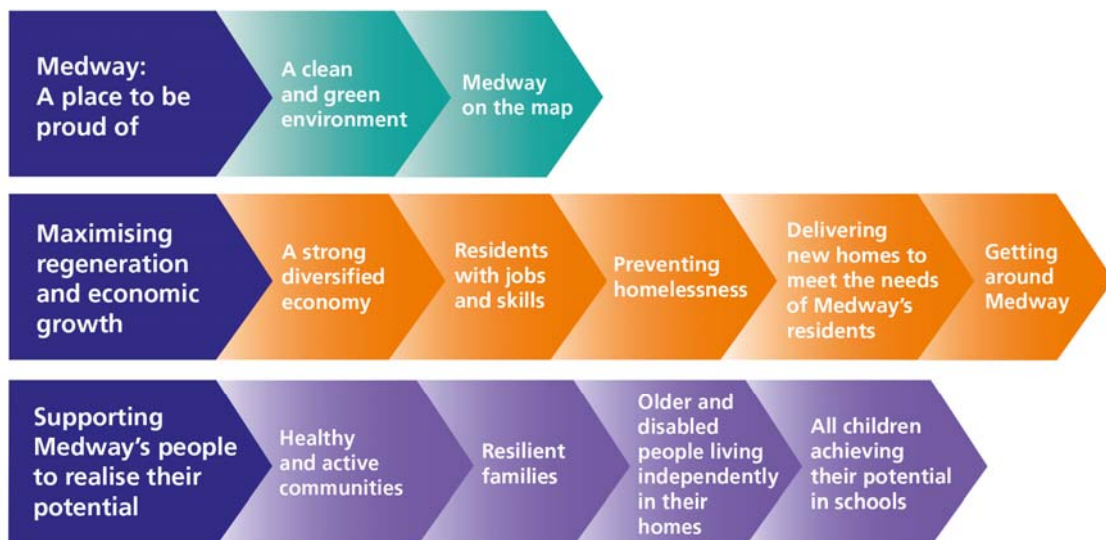 Medway:
A place to be
proud of
A clean
and green
environment
Medway
on the map
Maximising
regeneration
and economic
growth
A strong
diversified
economy
Residents
with jobs
and skills
Preventing
homelessness
Delivering
new homes to
meet the needs
of Medway's
residents
Getting
around
Medway
Supporting
Medway's people
to realise their
potential
Healthy
and active
communities
Resilient
families
Older and
disabled
people living
independently
in their
homes
All children
achieving
their potential
in schools